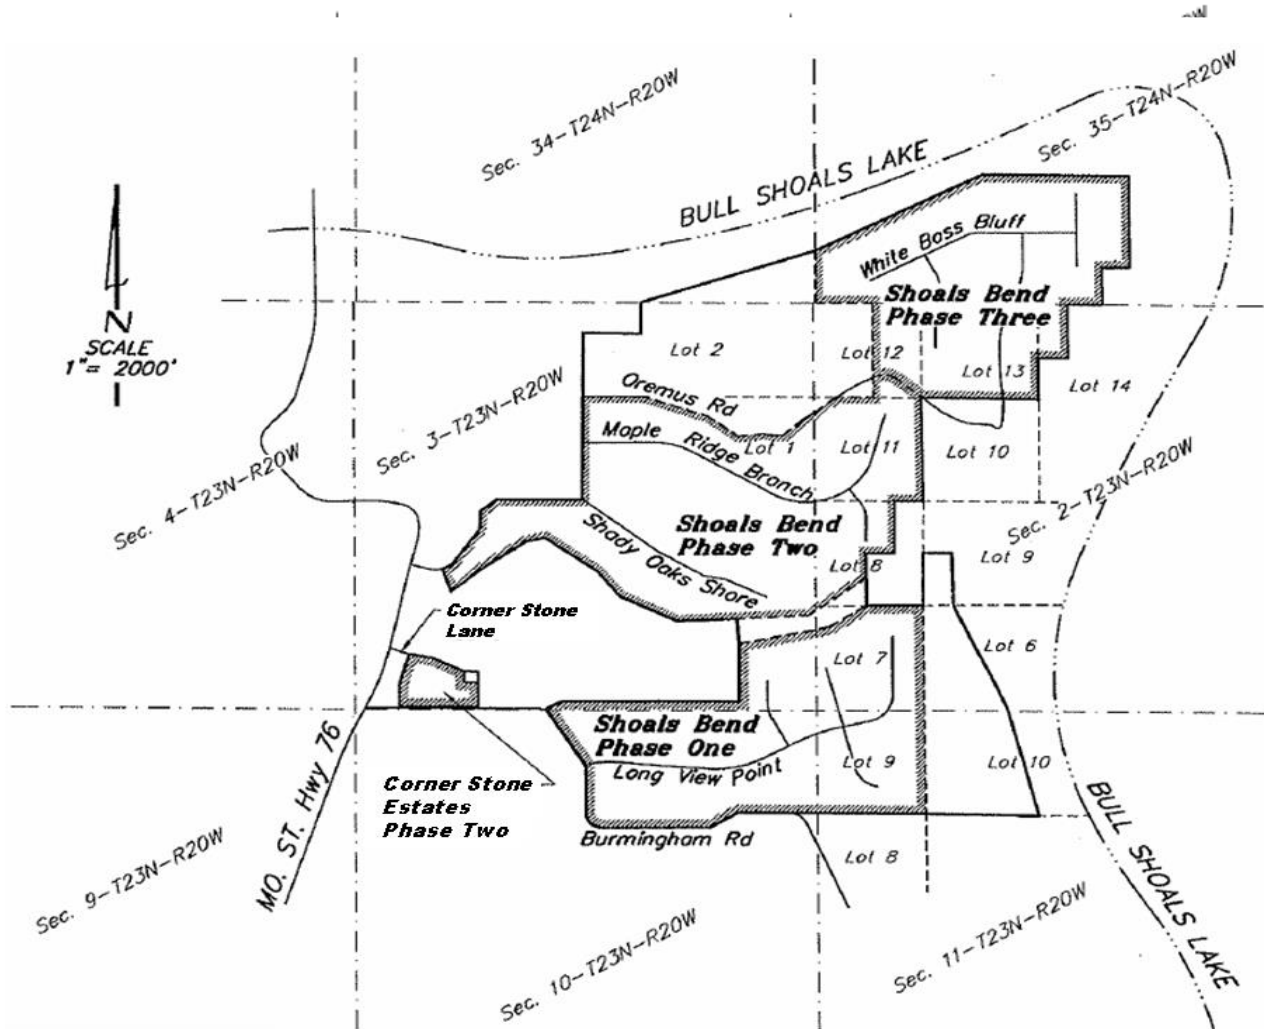 Sec. 34-T24N-R20W
Sec. 35-T24N-R20W
BULL SHOALS LAKE
White Boss Bluff
Shoals Bend
Phase Three
N
SCALE
1"= 2000'
Lot 2
Lot 12
Lot 13
Lot 14
Oremus Rd
Sec. 3-T23N-R20W
Maple Ridge Branch
Lot 1
Lot 11
Lot 10
Sec. 4-T23N-R20W
Sec. 2-T23N-R20W
Shoals Bend
Phase Two
Shady Oaks Shore
Lot 8
Lot 9
Corner Stone
Lane
Lot 7
Lot 6
Shoals Bend
Phase One
Long View Point
Lot 9
Lot 10
MO. ST. Hwy 76
Corner Stone
Estates
Phase Two
Burmingham Rd
Lot 8
BULL SHOALS LAKE
Sec. 9-T23N-R20W
Sec. 10-T23N-R20W
Sec. 11-T23N-R20W